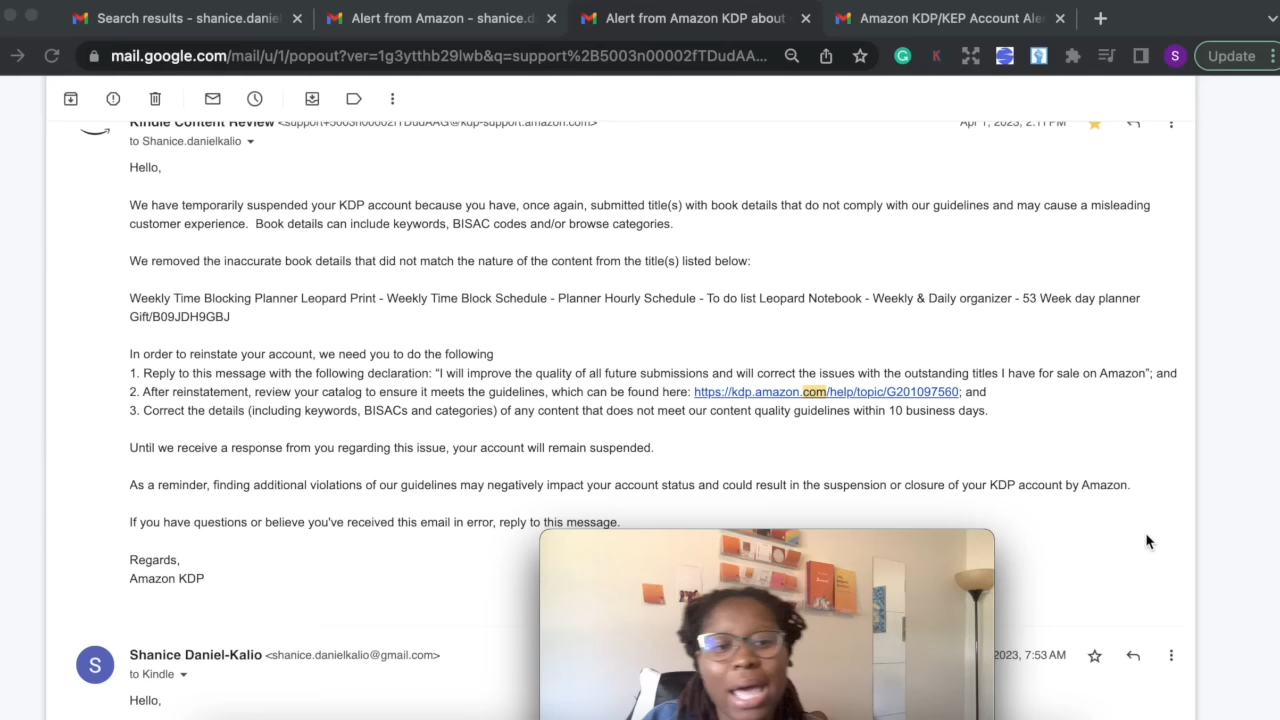 Search results - shanice.daniel
Alert from Amazon - shanice.d
Alert from Amazon KDP about
Amazon KDP/KEP Account Ale
mail.google.com/mail/u/1/popout?ver=1g3ytthb29lwb&q=support%2B5003n00002fTDudAA...
S
Update
Kindle Content Review <support+5003n00002fTDudAAG@kdp-support.amazon.com>
Apr 1, 2023, 2:11 PM
to Shanice.danielkalio
Hello,
We have temporarily suspended your KDP account because you have, once again, submitted title(s) with book details that do not comply with our guidelines and may cause a misleading
customer experience.  Book details can include keywords, BISAC codes and/or browse categories.
We removed the inaccurate book details that did not match the nature of the content from the title(s) listed below:
Weekly Time Blocking Planner Leopard Print - Weekly Time Block Schedule - Planner Hourly Schedule - To do list Leopard Notebook - Weekly & Daily organizer - 53 Week day planner
Gift/B09JDH9GBJ
In order to reinstate your account, we need you to do the following
1. Reply to this message with the following declaration: “I will improve the quality of all future submissions and will correct the issues with the outstanding titles I have for sale on Amazon”; and
2. After reinstatement, review your catalog to ensure it meets the guidelines, which can be found here: https://kdp.amazon.com/help/topic/G201097560; and
3. Correct the details (including keywords, BISACs and categories) of any content that does not meet our content quality guidelines within 10 business days.
Until we receive a response from you regarding this issue, your account will remain suspended.
As a reminder, finding additional violations of our guidelines may negatively impact your account status and could result in the suspension or closure of your KDP account by Amazon.
If you have questions or believe you've received this email in error, reply to this message.
Regards,
Amazon KDP
S
Shanice Daniel-Kalio <shanice.danielkalio@gmail.com>
2023, 7:53 AM
to Kindle
Hello,